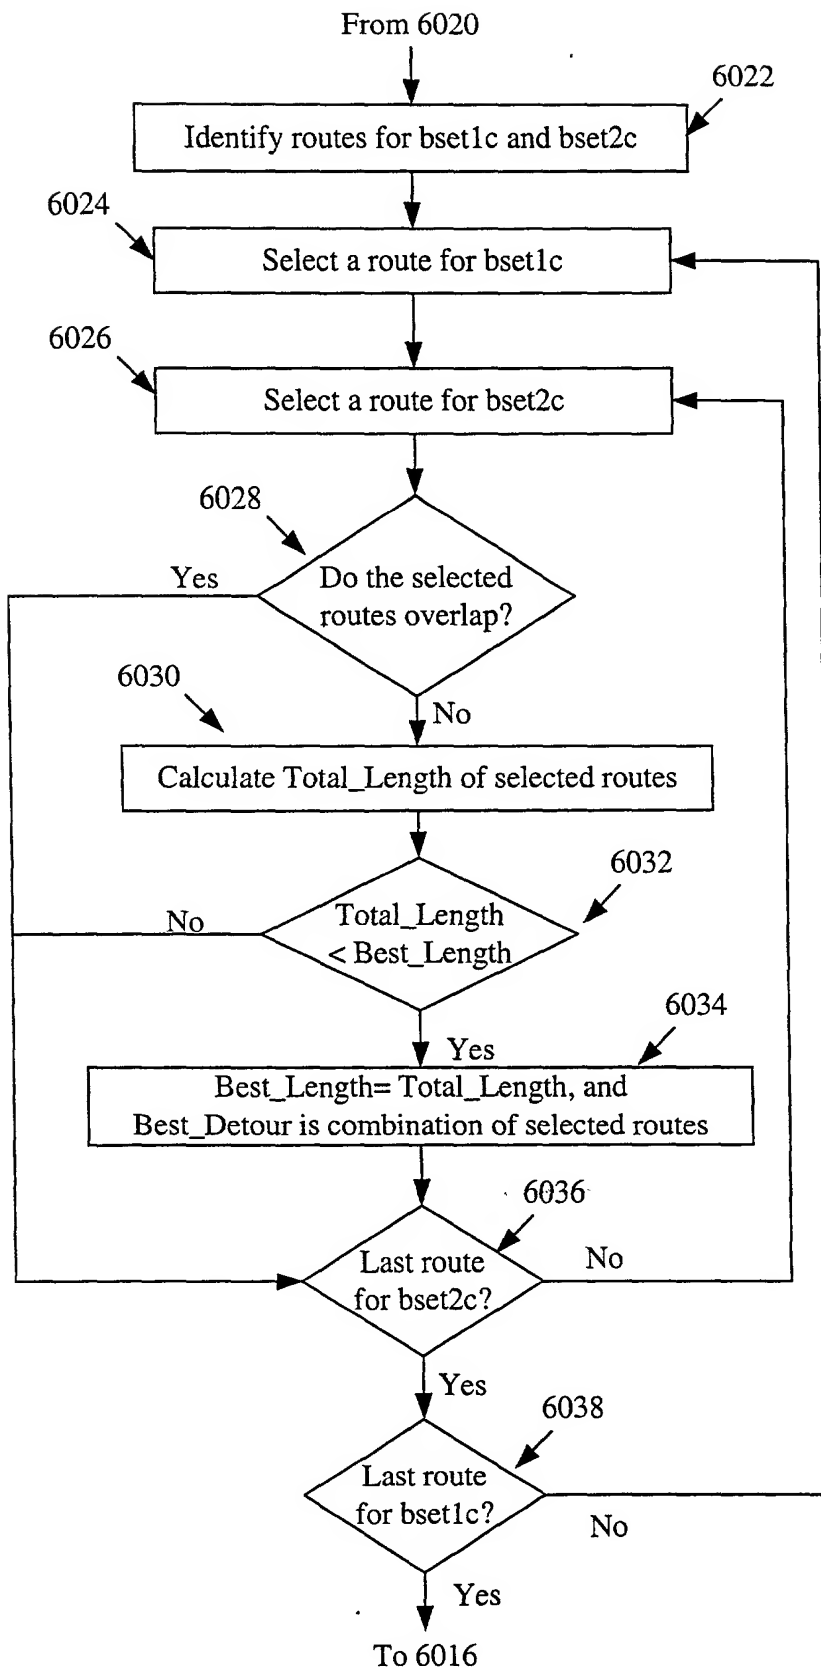 From 6020
6022
Identify routes for bset1c and bset2c
6024
Select a route for bset1c
6026
Select a route for bset2c
6028
Yes
Do the selected
routes overlap?
6030
No
Calculate Total_Length of selected routes
6032
No
Total_Length
< Best_Length
6034
Yes
Best_Length= Total_Length, and
Best_Detour is combination of selected routes
6036
Last route
for bset2c?
No
Yes
6038
Last route
for bset1c?
No
Yes
To 6016